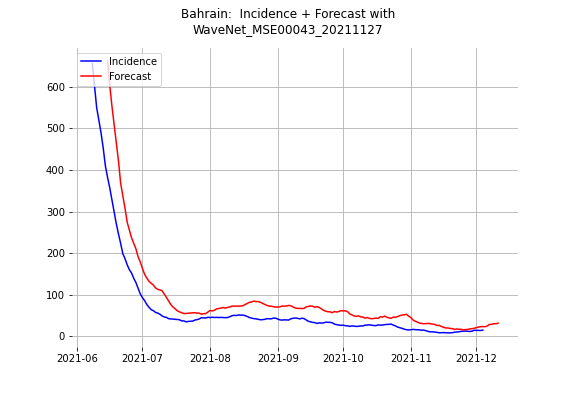 Bahrain:  Incidence + Forecast with
WaveNet_MSE00043_20211127
Incidence
Forecast
600
500
400
300
200
100
0
2021-06 2021-07 2021-08 2021-09 2021-10 2021-11 2021-12